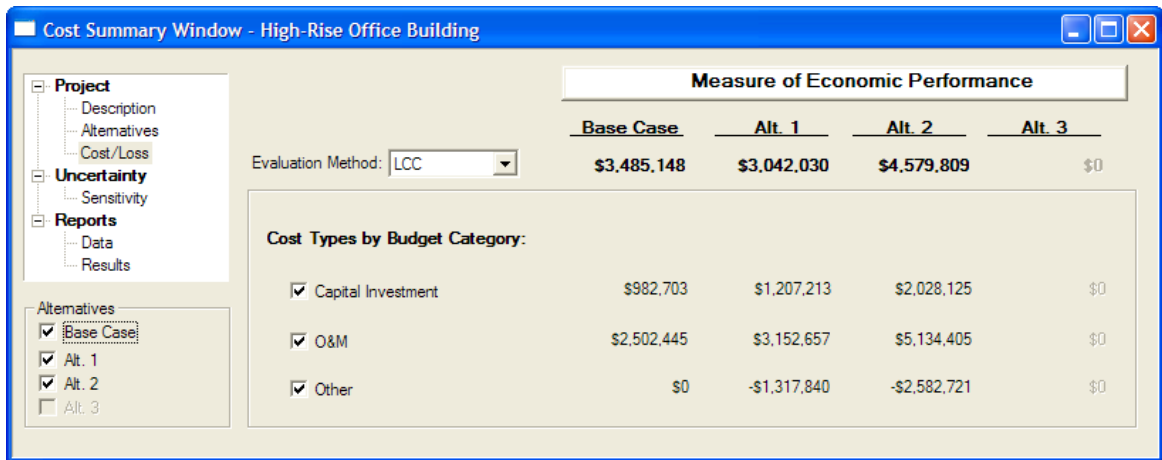 Cost Summary Window - High-Rise Office Building
Project
Description
Alternatives
Cost/Loss
Uncertainty
Sensitivity
Reports
Data
Results
Alternatives
Base Case
Alt. 1
Alt. 2
Alt. 3
Measure of Economic Performance
Base Case Alt. 1 Alt. 2 Alt. 3
Evaluation Method: LCC $3,485,148 $3,042,030 $4,579,809 $0
Cost Types by Budget Category:
Capital Investment $982,703 $1,207,213 $2,028,125 $0
O&M $2,502,445 $3,152,657 $5,134,405 $0
Other $0 -$1,317,840 -$2,582,721 $0